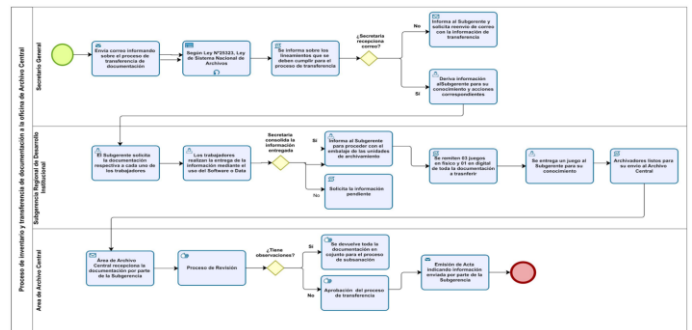 Proceso de inventario y transferencia de documentación a la oficina de Archivo Central
Secretario General
Envía correo informando
sobre el proceso de
transferencia de
documentación
Según Ley N°25323, Ley
de Sistema Nacional de
Archivos
Se informa sobre los
lineamientos que se
deben cumplir para el
proceso de transferencia
¿Secretaria
recepciona
correo?
No
Informa al Subgerente y
solicita reenvío de correo
con la información de
transferencia
Sí
Deriva información
alSubgerente para su
conocimiento y acciones
correspondientes
Subgerencia Regional de Desarrollo
Institucional
El Subgerente solicita
la documentación
respectiva a cada uno de
los trabajadores
Los trabajadores
realizan la entrega de la
información mediante el
uso del Software a Data
Secretaria
consolida la
información
entregada
Sí
Informa al Subgerente
para proceder con el
embalaje de las unidades
de archivamiento
No
Solicita la información
pendiente
Se remiten 03 juegos
en físico y 01 en digital
de toda la documentación
a transferir
Se entrega un juego al
Subgerente para su
conocimiento
Archivadores listos para
su envío al Archivo
Central
Area de Archivo Central
Área de Archivo
Central recepciona la
documentación por parte
de la Subgerencia
Proceso de Revisión
¿Tiene
observaciones?
Sí
Se devuelve toda la
documentación en
cojunto para el proceso
de subsanación
No
Aprobación del proceso
de transferencia
Emisión de Acta
indicando información
enviada por parte de la
Subgerencia